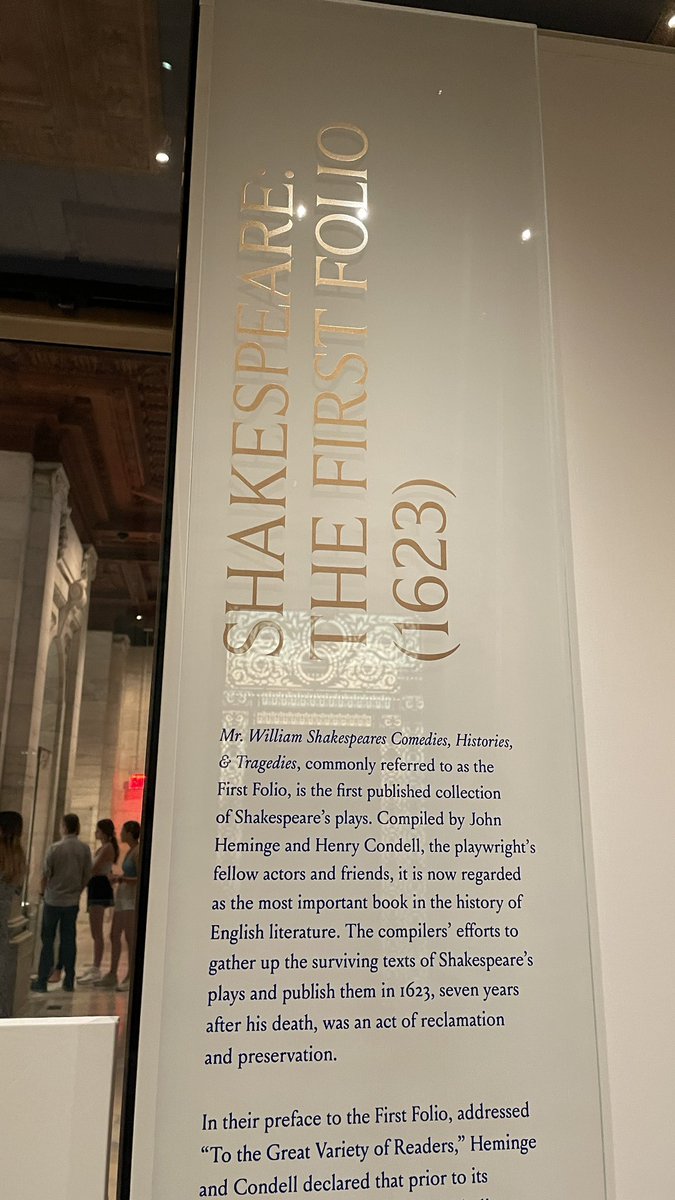 SHAKESPEARE:
THE FIRST FOLIO
(1623)
Mr. William Shakespeares Comedies, Histories,
& Tragedies, commonly referred to as the
First Folio, is the first published collection
of Shakespeare's plays. Compiled by John
Heminge and Henry Condell, the playwright's
fellow actors and friends, it is now regarded
as the most important book in the history of
English literature. The compilers' efforts to
gather up the surviving texts of Shakespeare's
plays and publish them in 1623, seven years
after his death, was an act of reclamation
and preservation.
In their preface to the First Folio, addressed
"To the Great Variety of Readers," Heminge
and Condell declared that prior to its